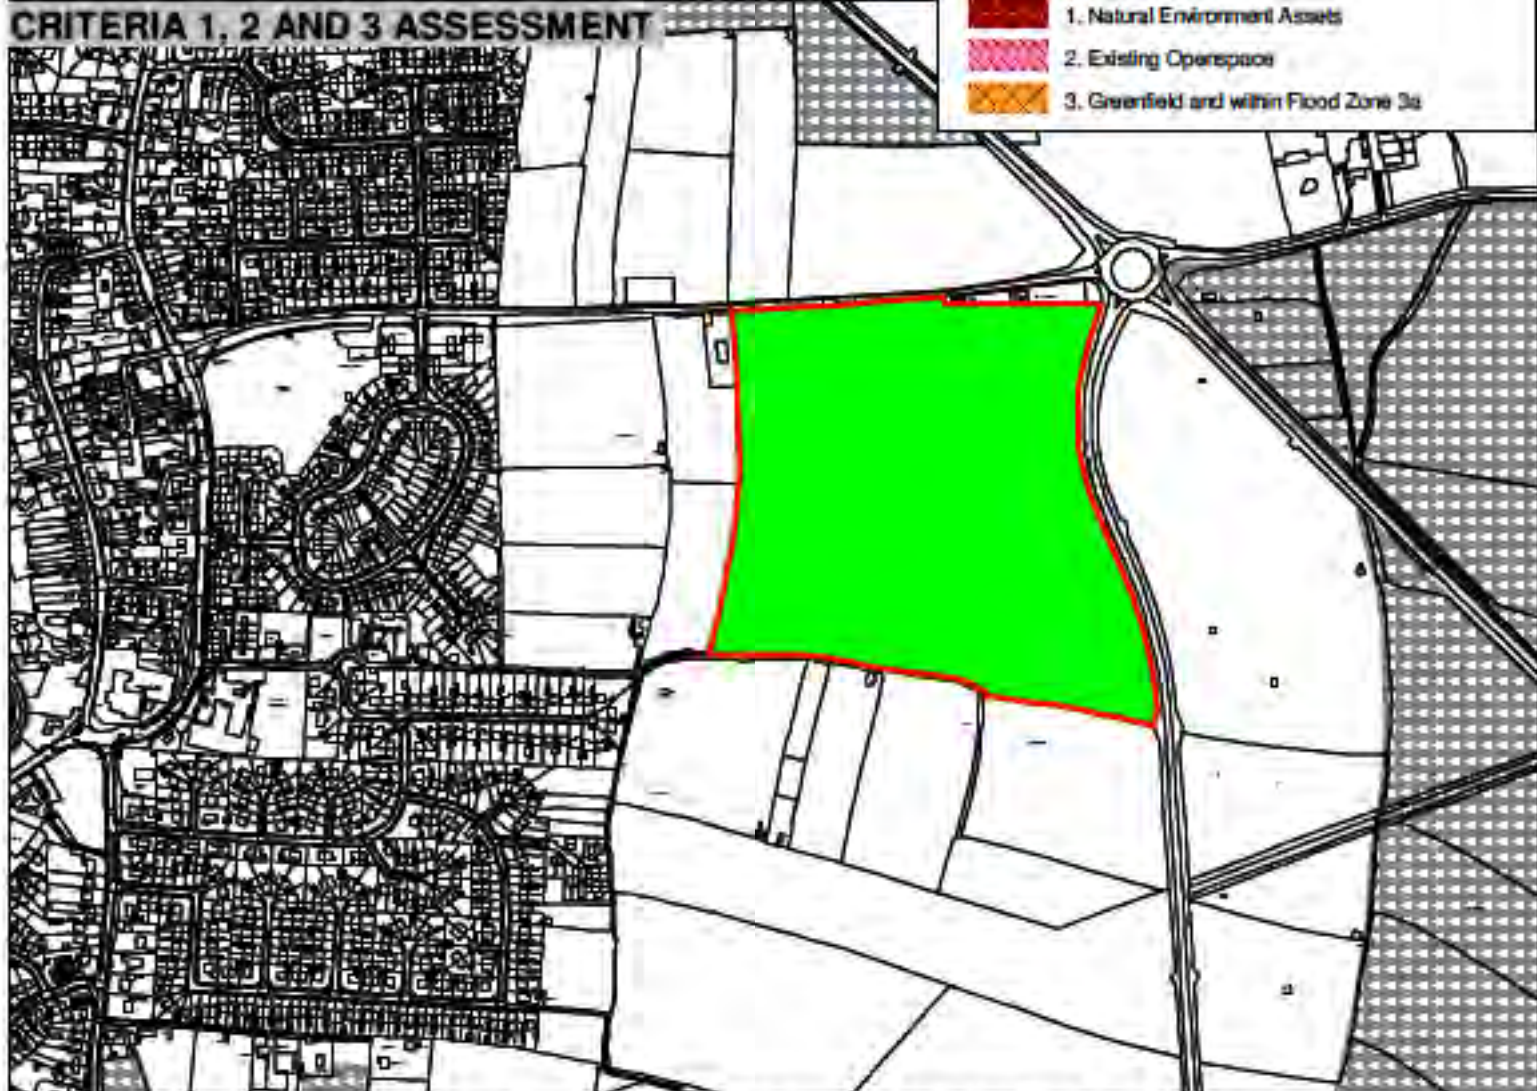 CRITERIA 1, 2 AND 3 ASSESSMENT
1. Natural Environment Assets
2. Existing Openspace
3. Greenfield and within Flood Zone 3a